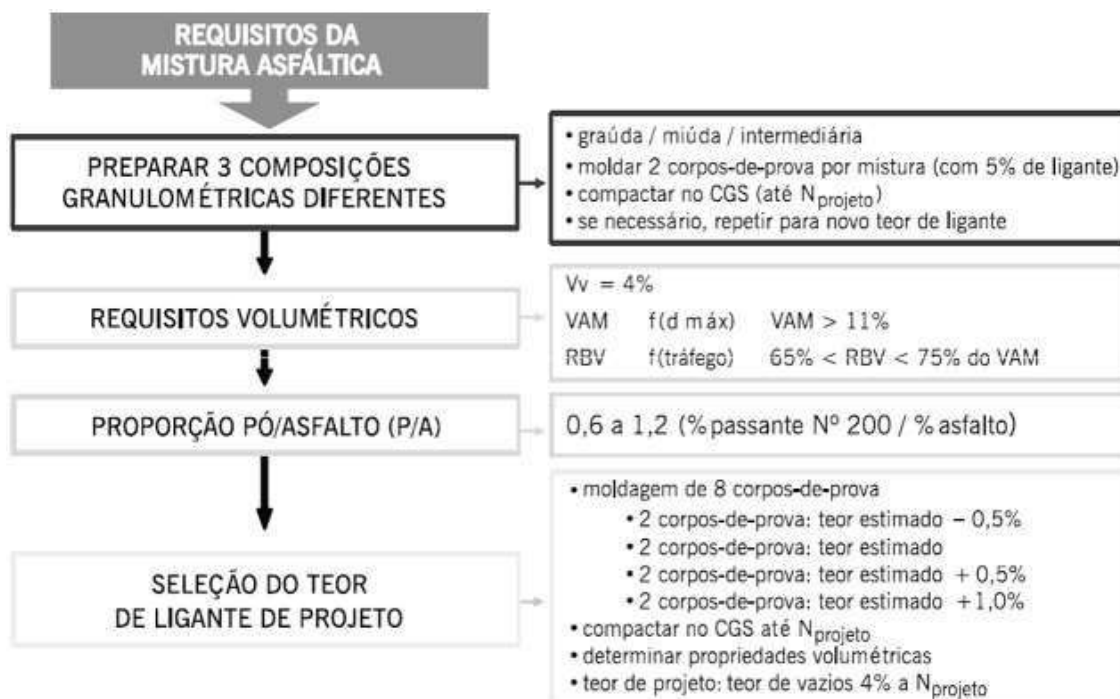 REQUISITOS DA
MISTURA ASFÁLTICA
PREPARAR 3 COMPOSIÇÕES
GRANULOMÉTRICAS DIFERENTES
• graúda / miúda / intermediária
• moldar 2 corpos-de-prova por mistura (com 5% de ligante)
• compactar no CGS (até Nprojeto)
• se necessário, repetir para novo teor de ligante
REQUISITOS VOLUMÉTRICOS
Vv = 4%
VAM f(d máx) VAM > 11%
RBV f(tráfego) 65% < RBV < 75% do VAM
PROPORÇÃO PÓ/ASFALTO (P/A)
0,6 a 1,2 (% passante Nº 200 / % asfalto)
SELEÇÃO DO TEOR
DE LIGANTE DE PROJETO
• moldagem de 8 corpos-de-prova
• 2 corpos-de-prova: teor estimado – 0,5%
• 2 corpos-de-prova: teor estimado
• 2 corpos-de-prova: teor estimado + 0,5%
• 2 corpos-de-prova: teor estimado +1,0%
• compactar no CGS até Nprojeto
• determinar propriedades volumétricas
• teor de projeto: teor de vazios 4% a Nprojeto